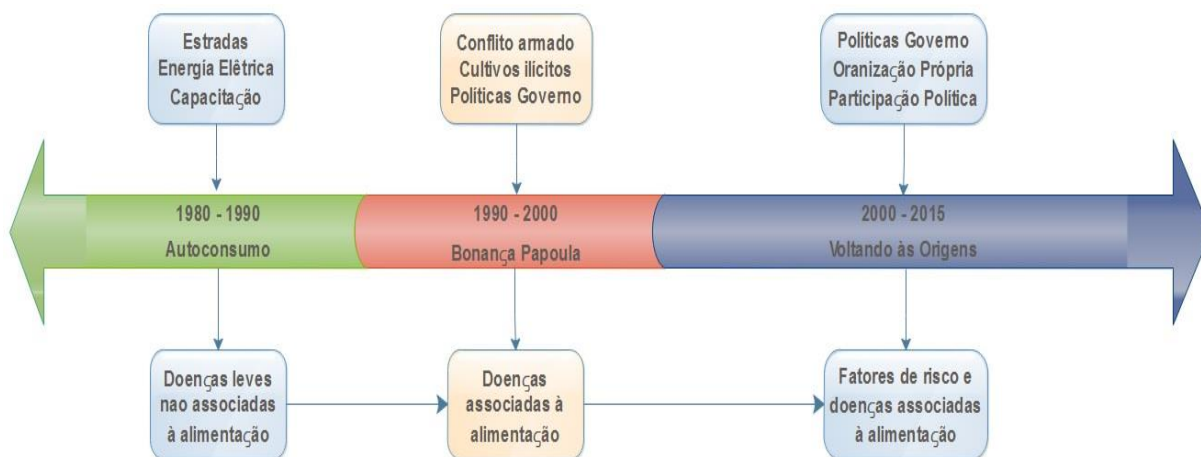 Estradas
Energia Elêtrica
Capacitação
Conflito armado
Cultivos ilícitos
Políticas Governo
Políticas Governo
Oranização Própria
Participação Política
1980 - 1990
Autoconsumo
1990 - 2000
Bonança Papoula
2000 - 2015
Voltando às Origens
Doenças leves
nao associadas
à alimentação
Doenças
associadas à
alimentação
Fatores de risco e
doenças associadas
à alimentação